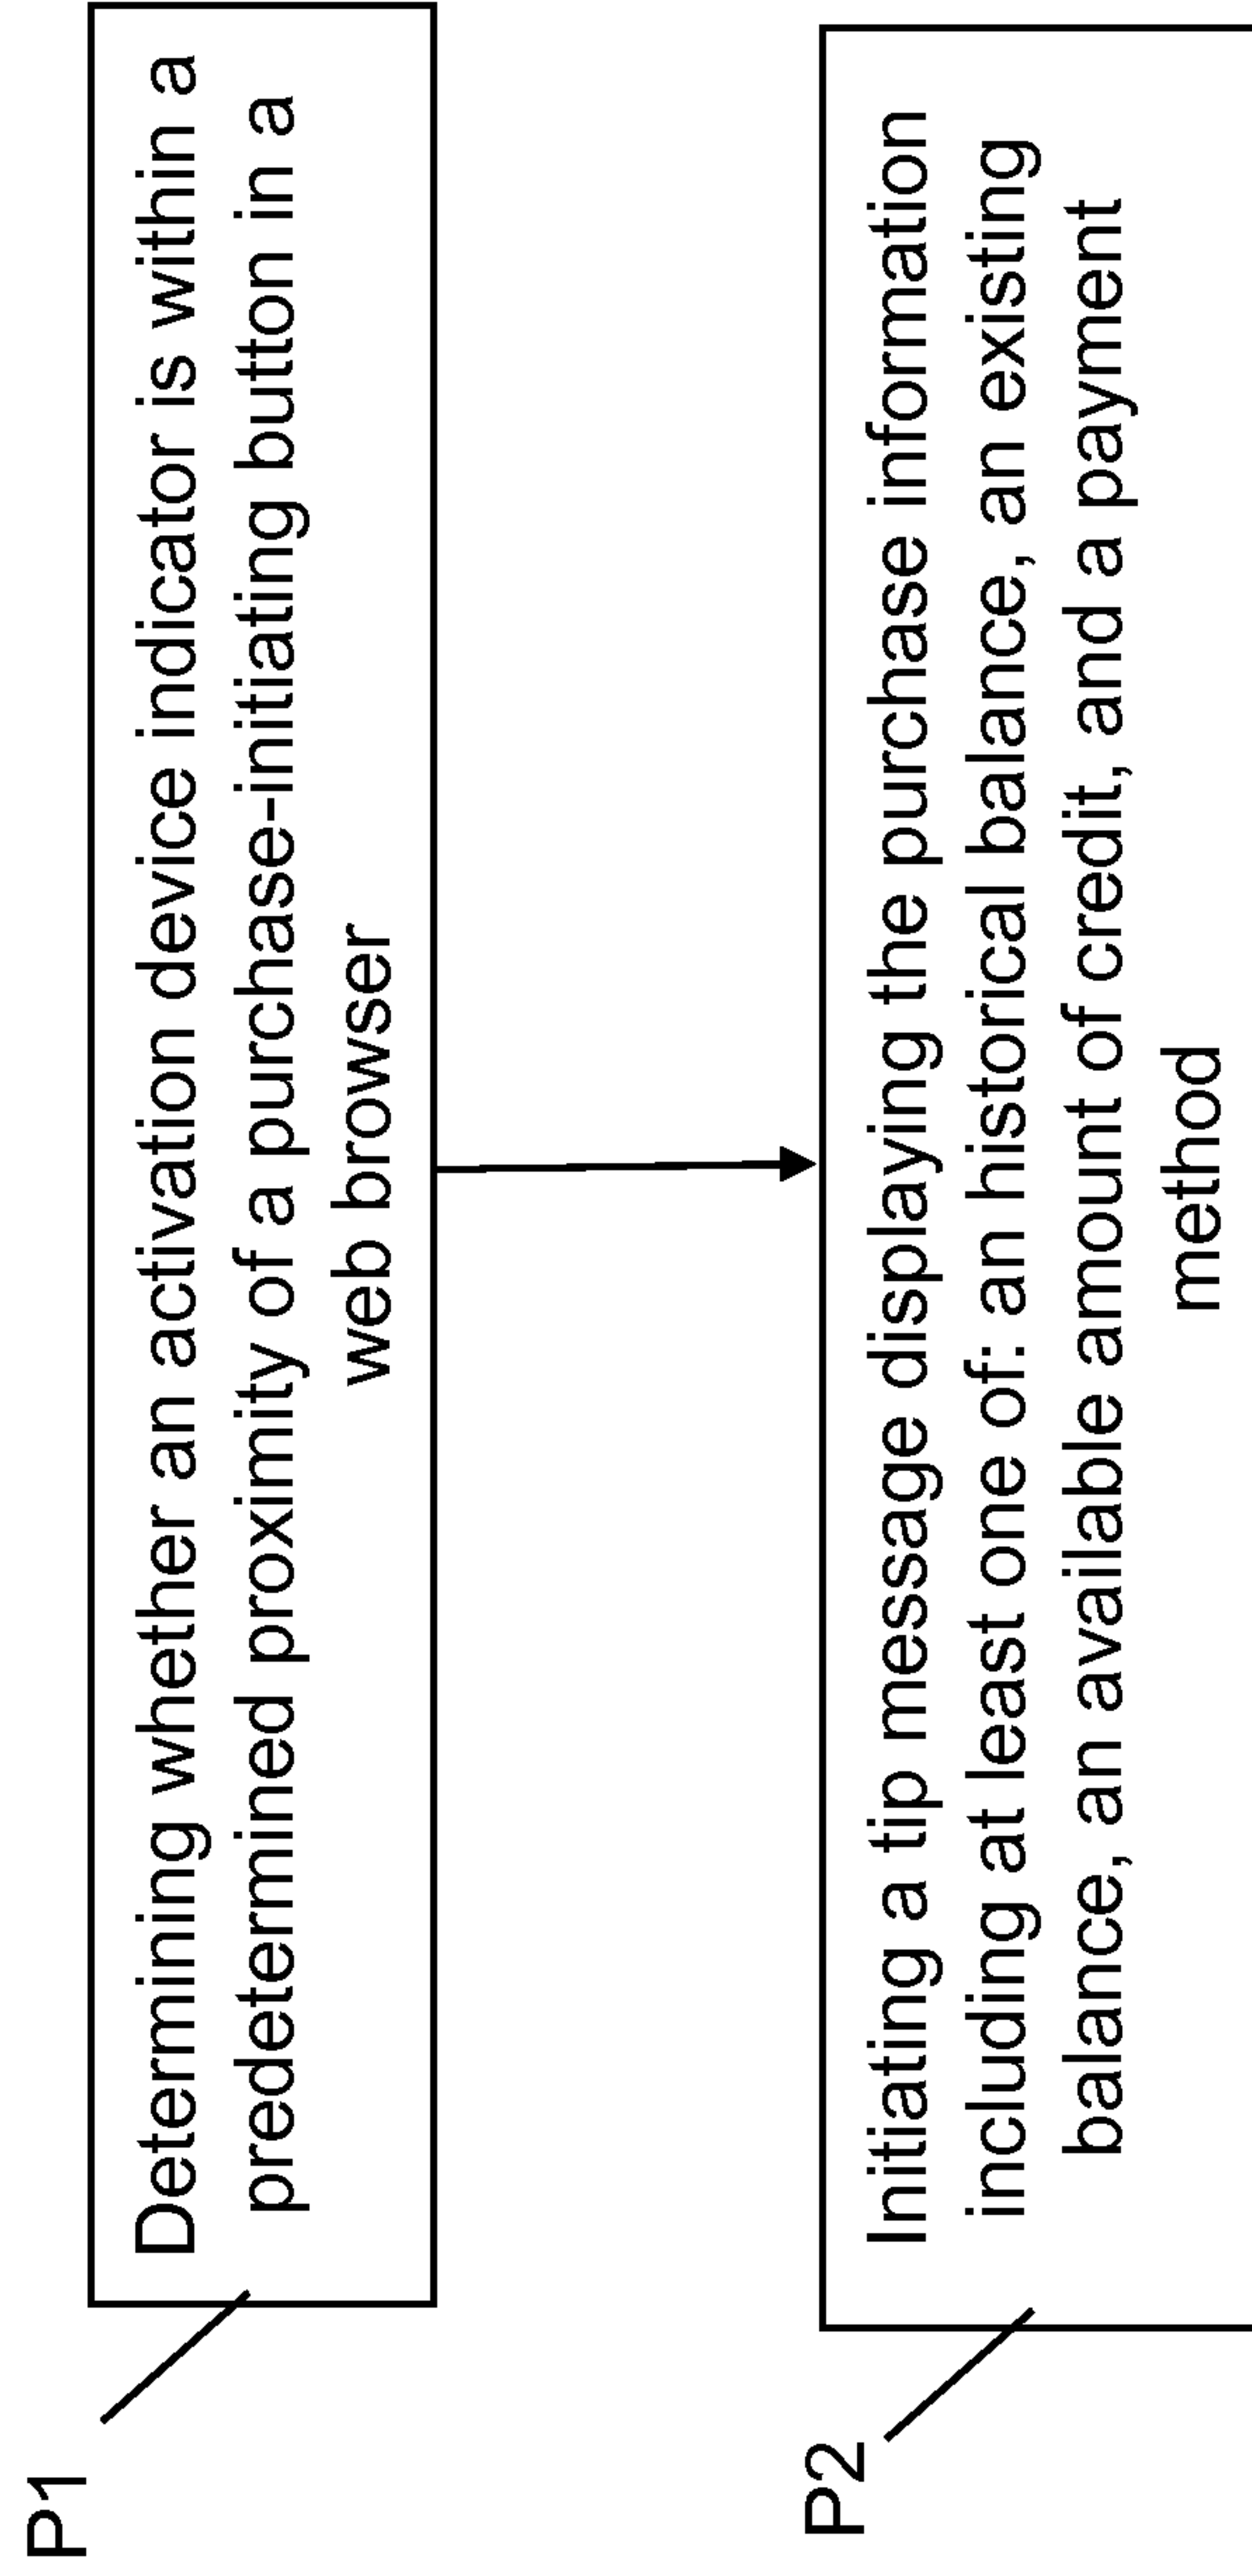 P1
Determining whether an activation device indicator is within a
predetermined proximity of a purchase-initiating button in a
web browser
P2
Initiating a tip message displaying the purchase information
including at least one of: an historical balance, an existing
balance, an available amount of credit, and a payment
method